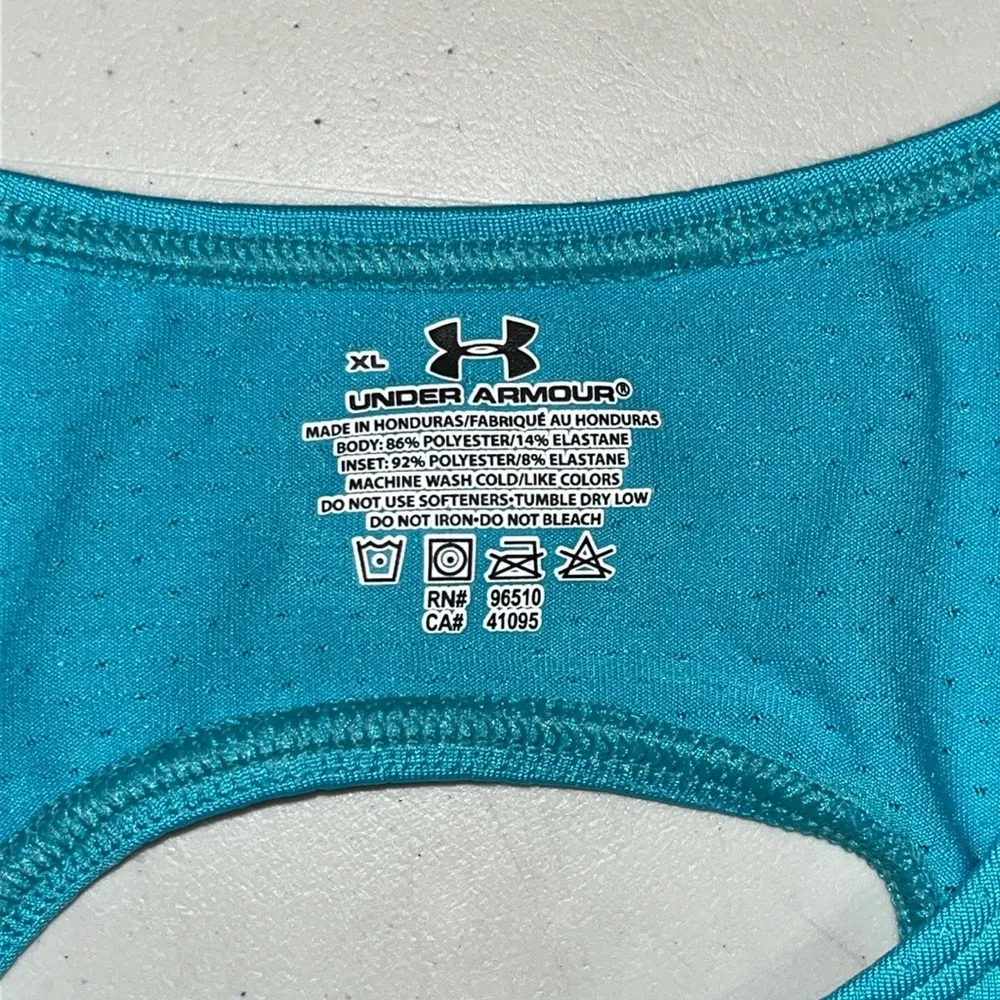 XL
UNDER ARMOUR®
MADE IN HONDURAS/FABRIQUÉ AU HONDURAS
BODY: 86% POLYESTER/14% ELASTANE
INSET: 92% POLYESTER/8% ELASTANE
MACHINE WASH COLD/LIKE COLORS
DO NOT USE SOFTENERS•TUMBLE DRY LOW
DO NOT IRON•DO NOT BLEACH
RN# 96510
CA# 41095